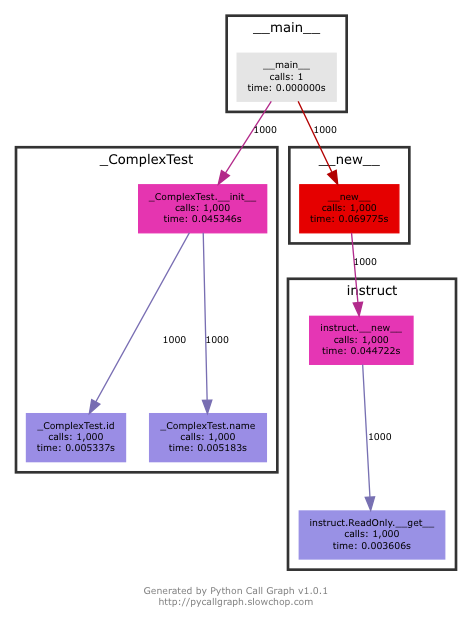 __main__
__main__
calls: 1
time: 0.000000s
1000
1000
_ComplexTest
_ComplexTest.__init__
calls: 1,000
time: 0.045346s
__new__
__new__
calls: 1,000
time: 0.069775s
1000
instruct
instruct.__new__
calls: 1,000
time: 0.044722s
1000
1000
_ComplexTest.id
calls: 1,000
time: 0.005337s
_ComplexTest.name
calls: 1,000
time: 0.005183s
1000
instruct.ReadOnly.__get__
calls: 1,000
time: 0.003606s
Generated by Python Call Graph v1.0.1
http://pycallgraph.slowchop.com